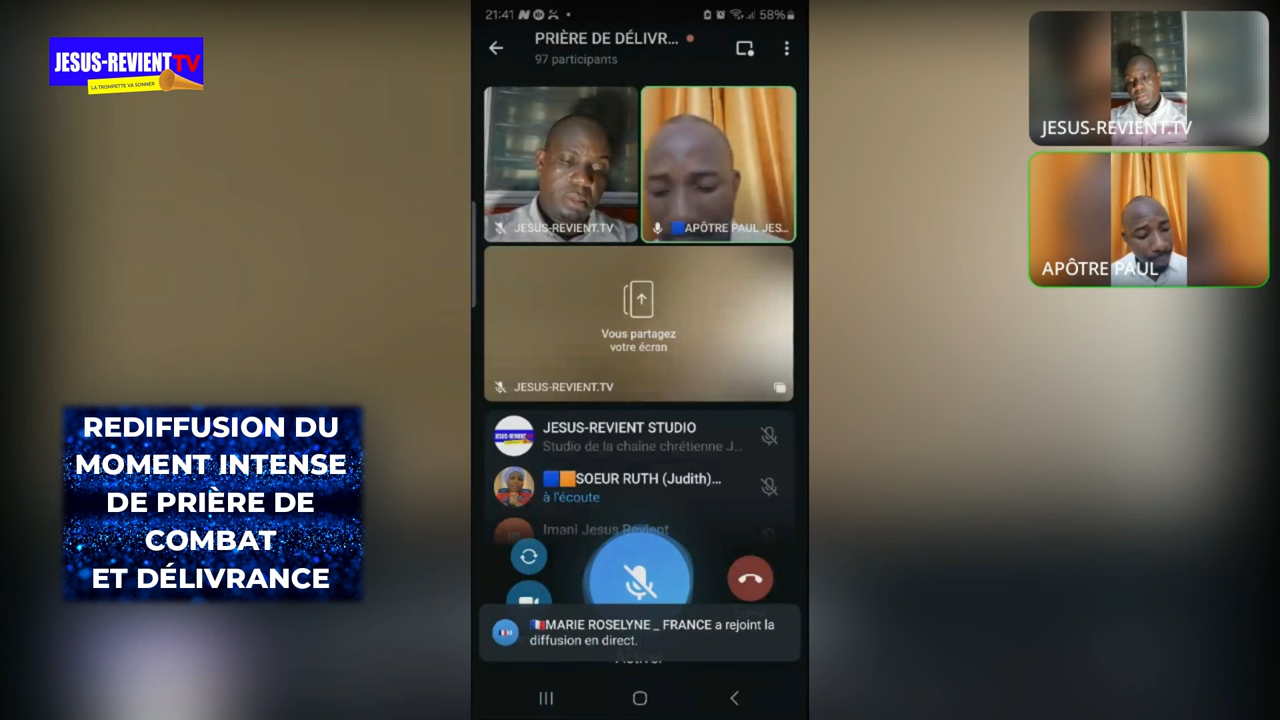 JESUS-REVIENT TV
LA TROMPETTE VA SONNER
REDIFFUSION DU
MOMENT INTENSE
DE PRIÈRE DE
COMBAT
ET DÉLIVRANCE
21:41
58%
PRIÈRE DE DÉLIVR...
97 participants
JESUS-REVIENT.TV
APÔTRE PAUL JES...
Vous partagez
votre écran
JESUS-REVIENT.TV
JESUS-REVIENT STUDIO
Studio de la chaîne chrétienne J...
SOEUR RUTH (Judith)...
à l'écoute
Imani Jesus Revient
MARIE ROSELYNE _ FRANCE a rejoint la
diffusion en direct.
JESUS-REVIENT.TV
APÔTRE PAUL